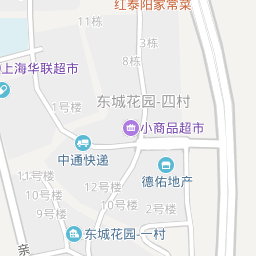 红泰阳家常菜
11栋
3栋
8栋
上海华联超市
东城花园-四村
1号楼
小商品超市
中通快递
德佑地产
11号楼
10号楼
12号楼
10号楼
9号楼
2号楼
东城花园-一村
亲